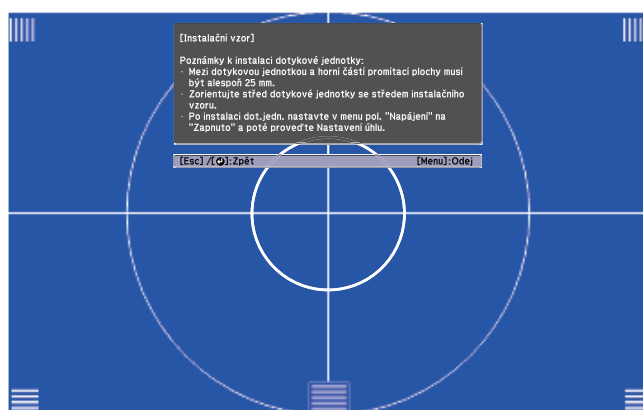 [Instalační vzor]
Poznámky k instalaci dotykové jednotky:
· Mezi dotykovou jednotkou a horní částí promítací plochy musí
být alespoň 25 mm.
· Zorientujte střed dotykové jednotky se středem instalačního
vzoru.
· Po instalaci dot.jedn. nastavte v menu pol. "Napájení" na
"Zapnuto" a poté proveďte Nastavení úhlu.
[Esc] /[⏎]:Zpět [Menu]:Odej